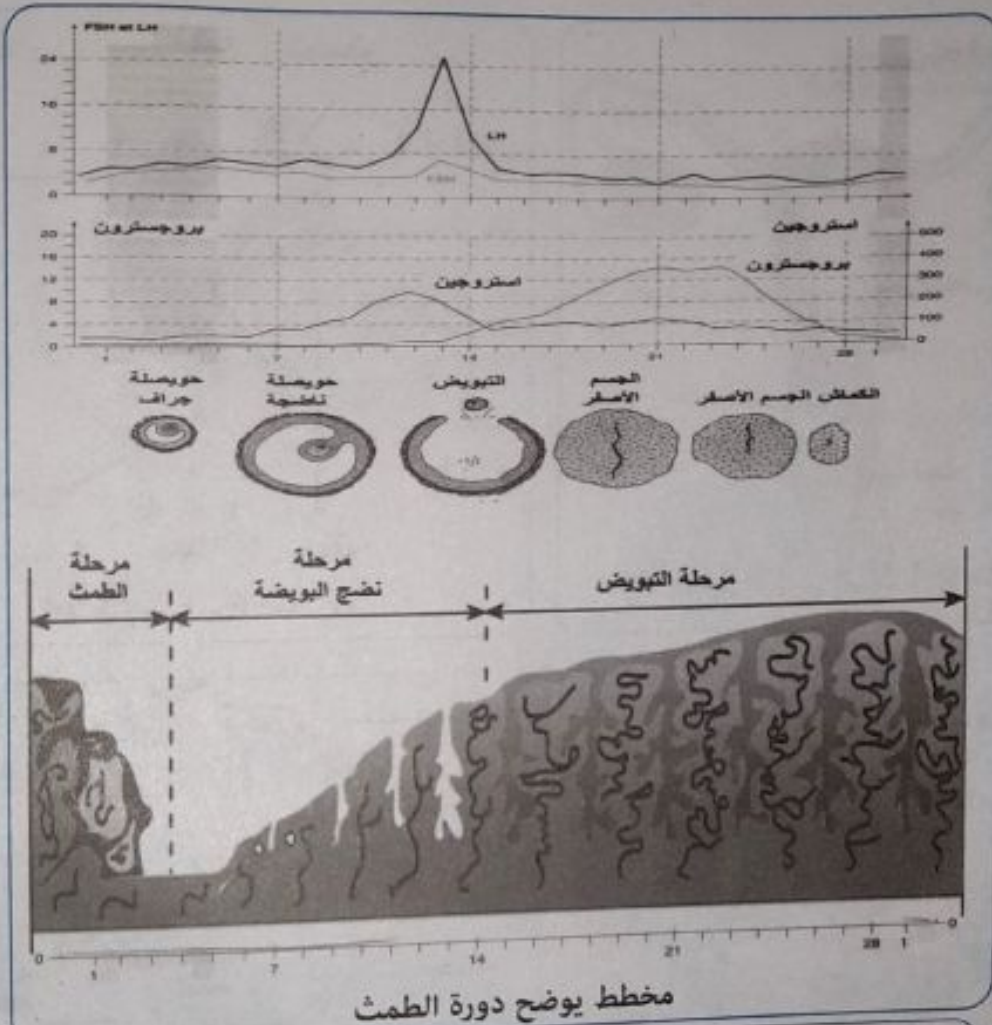 FSH et LH
24
16
8
0
LH
FSH
بروجسترون
استروجين
20
16
12
8
4
0
استروجين
بروجسترون
500
400
300
200
100
0
1 7 14 21 28 1
حويصلة جراف
حويصلة ناضجة
التبويض
الجسم الأصفر
انكماش الجسم الأصفر
مرحلة الطمث
مرحلة نضج البويضة
مرحلة التبويض
0 1 7 14 21 28 1 0
مخطط يوضح دورة الطمث